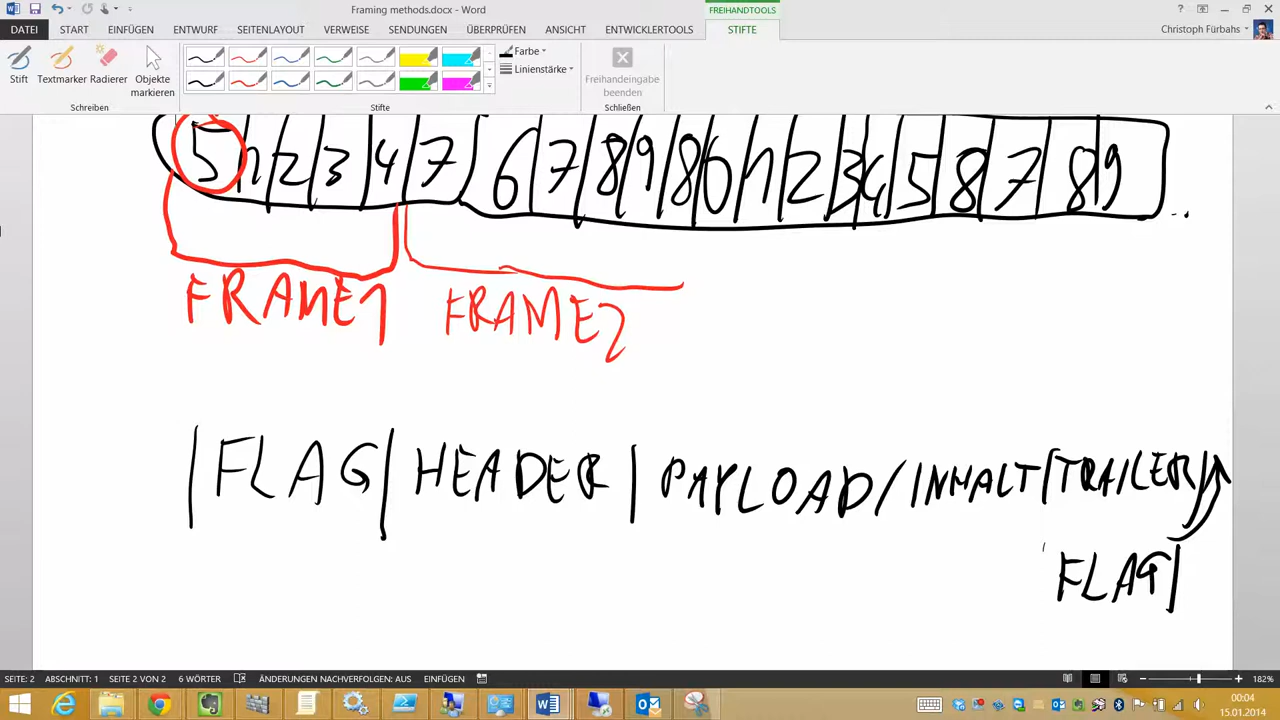 Framing methods.docx - Word
FREIHANDTOOLS
DATEI START EINFÜGEN ENTWURF SEITENLAYOUT VERWEISE SENDUNGEN ÜBERPRÜFEN ANSICHT ENTWICKLERTOOLS STIFTE
Christoph Fürbahs
Stift Textmarker Radierer Objekte markieren
Farbe
Linienstärke
Freihandeingabe beenden
Schreiben Stifte Schließen
5 1 2 3 4 7 6 7 8 9 8 0 1 2 3 4 5 8 7 8 9 ..
FRAME1 FRAME2
|FLAG|HEADER|PAYLOAD/INHALT|TRAILER|
FLAG|
SEITE: 2 ABSCHNITT: 1 SEITE 2 VON 2 6 WÖRTER ÄNDERUNGEN NACHVERFOLGEN: AUS EINFÜGEN 182%
00:04
15.01.2014